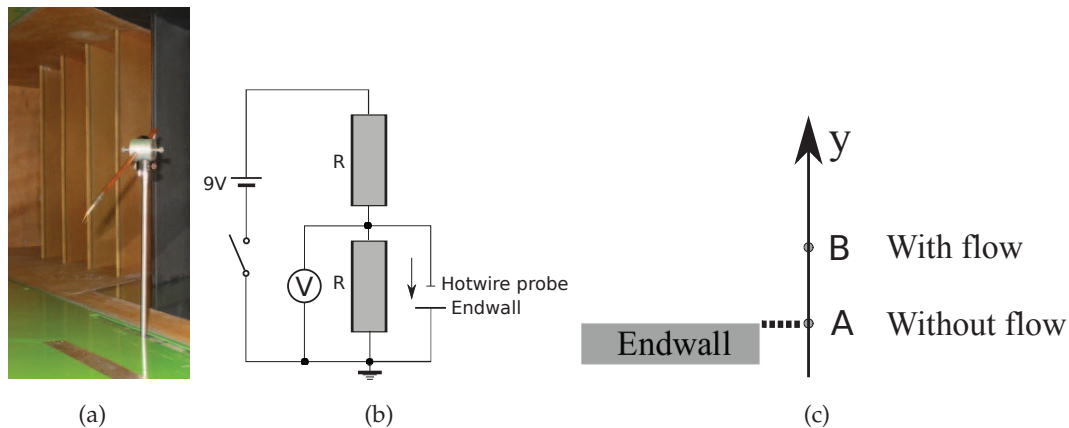 9V
R
V
R
Hotwire probe
Endwall
y
B With flow
A Without flow
Endwall
(a)
(b)
(c)